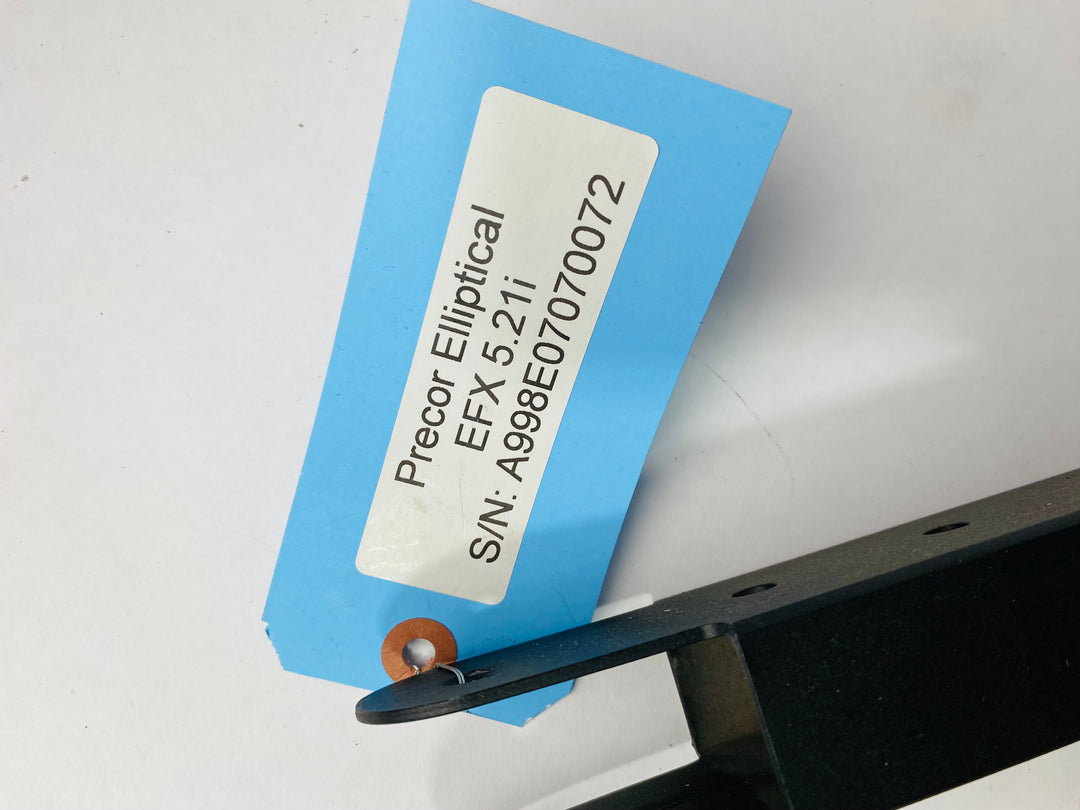 Precor Elliptical
EFX 5.21i
S/N: A998E07070072